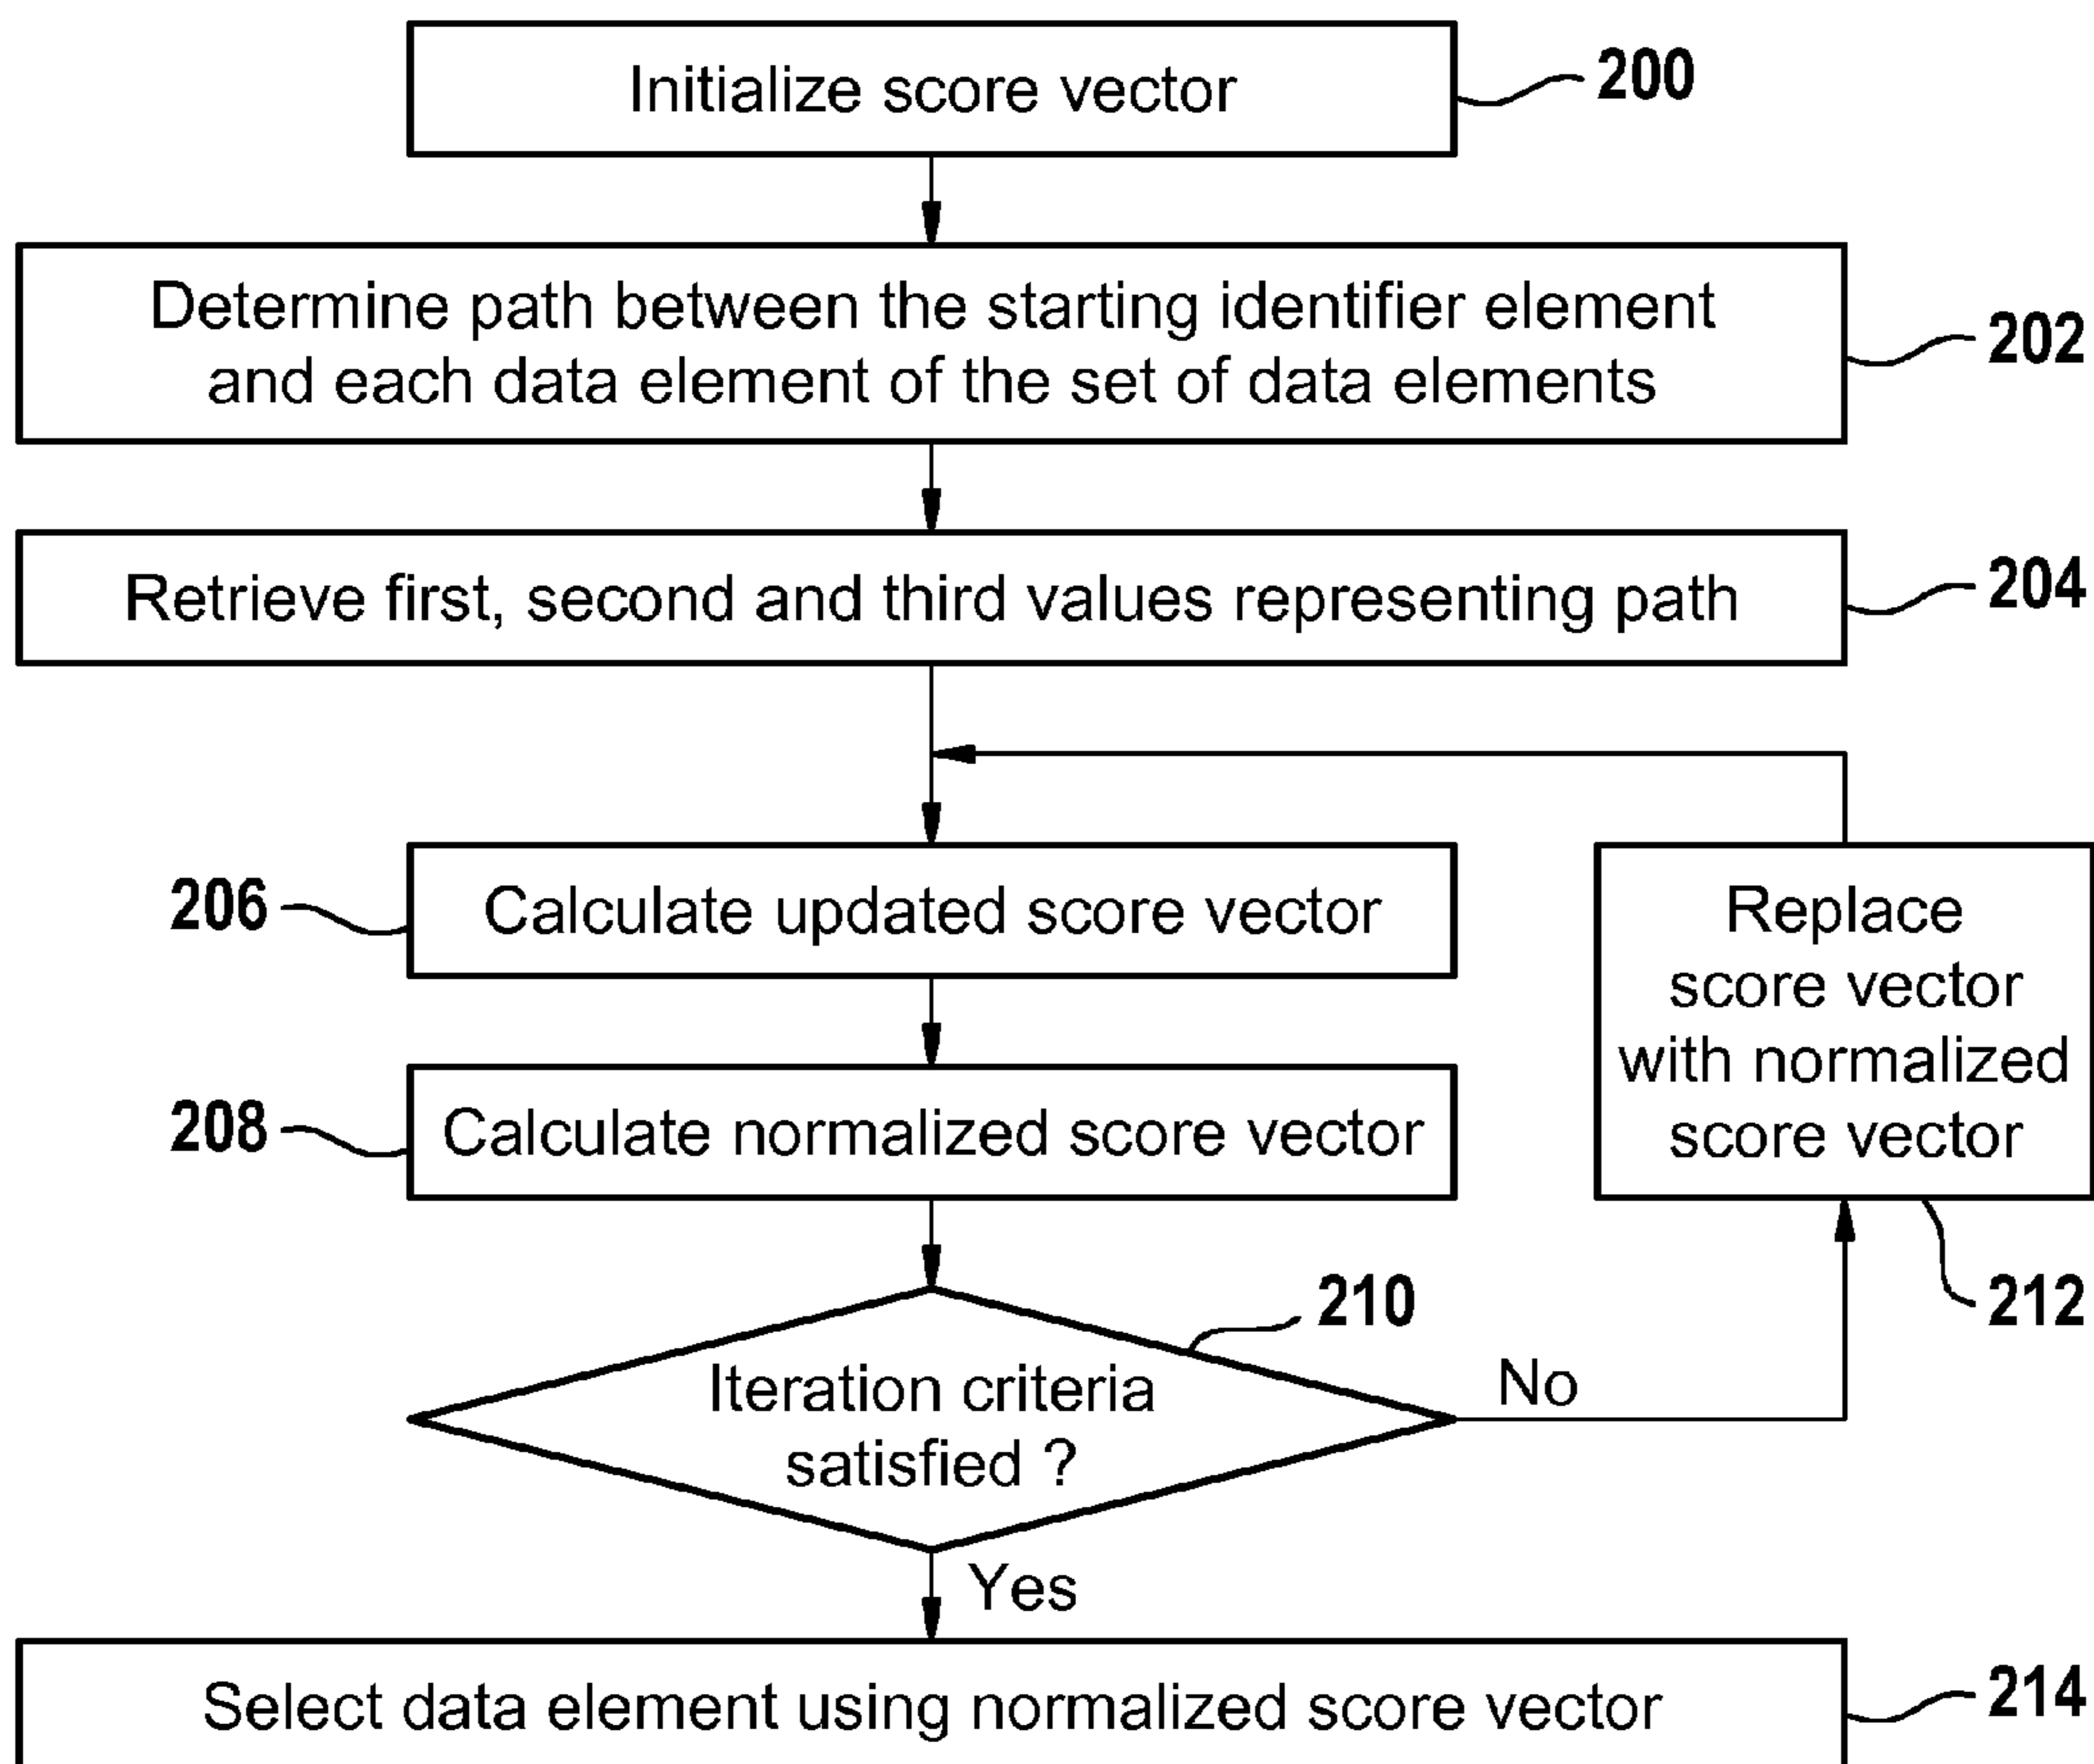 Initialize score vector
200
Determine path between the starting identifier element
and each data element of the set of data elements
202
Retrieve first, second and third values representing path
204
206
Calculate updated score vector
Replace
score vector
with normalized
score vector
208
Calculate normalized score vector
210
212
Iteration criteria
satisfied ?
No
Yes
Select data element using normalized score vector
214